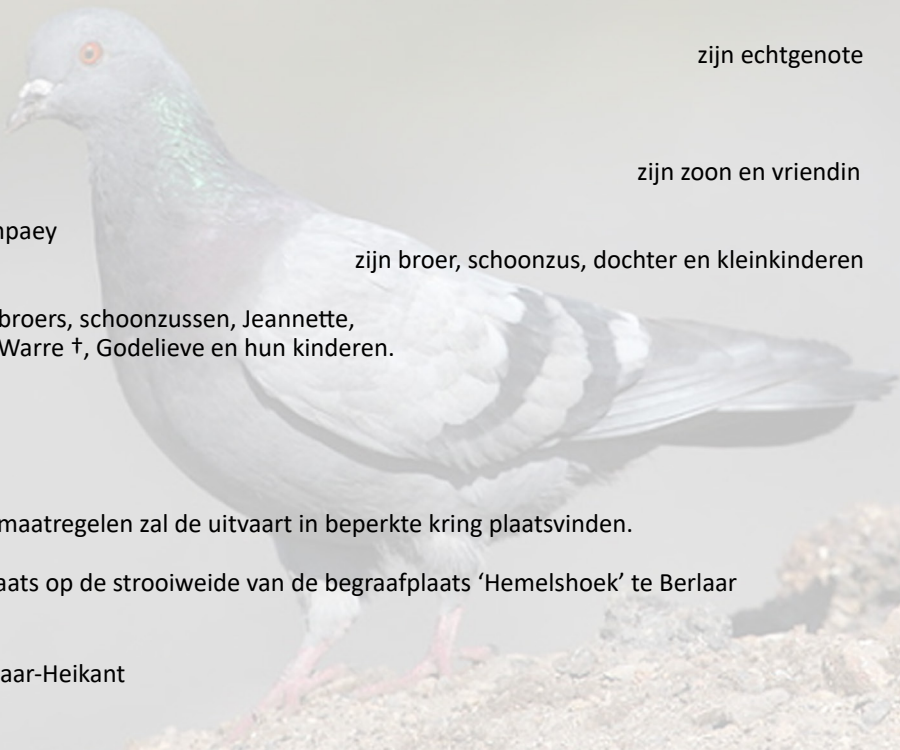 zijn echtgenote
zijn zoon en vriendin
npaey
zijn broer, schoonzus, dochter en kleinkinderen
broers, schoonzussen, Jeannette,
Warre †, Godelieve en hun kinderen.
maatregelen zal de uitvaart in beperkte kring plaatsvinden.
aats op de strooiweide van de begraafplaats ‘Hemelshoek’ te Berlaar
aar-Heikant